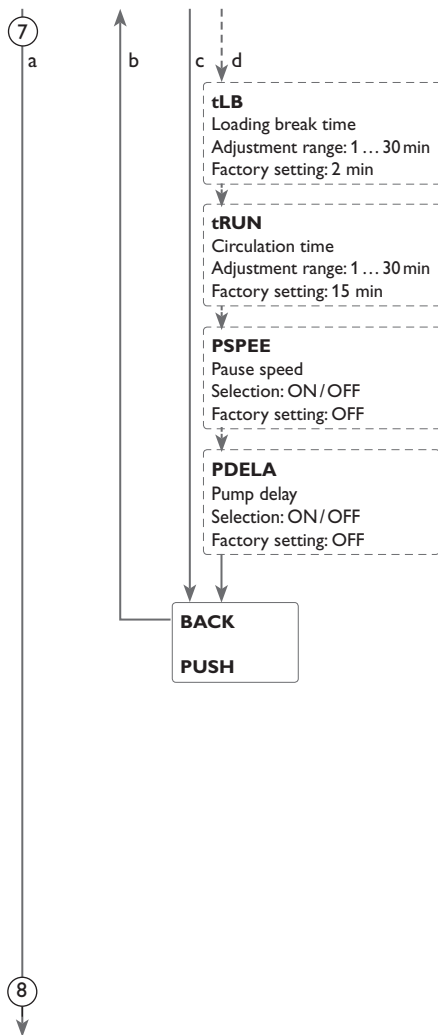 7
a b c d
tLB
Loading break time
Adjustment range: 1 … 30 min
Factory setting: 2 min
tRUN
Circulation time
Adjustment range: 1 … 30 min
Factory setting: 15 min
PSPEE
Pause speed
Selection: ON / OFF
Factory setting: OFF
PDELA
Pump delay
Selection: ON / OFF
Factory setting: OFF
BACK
PUSH
8